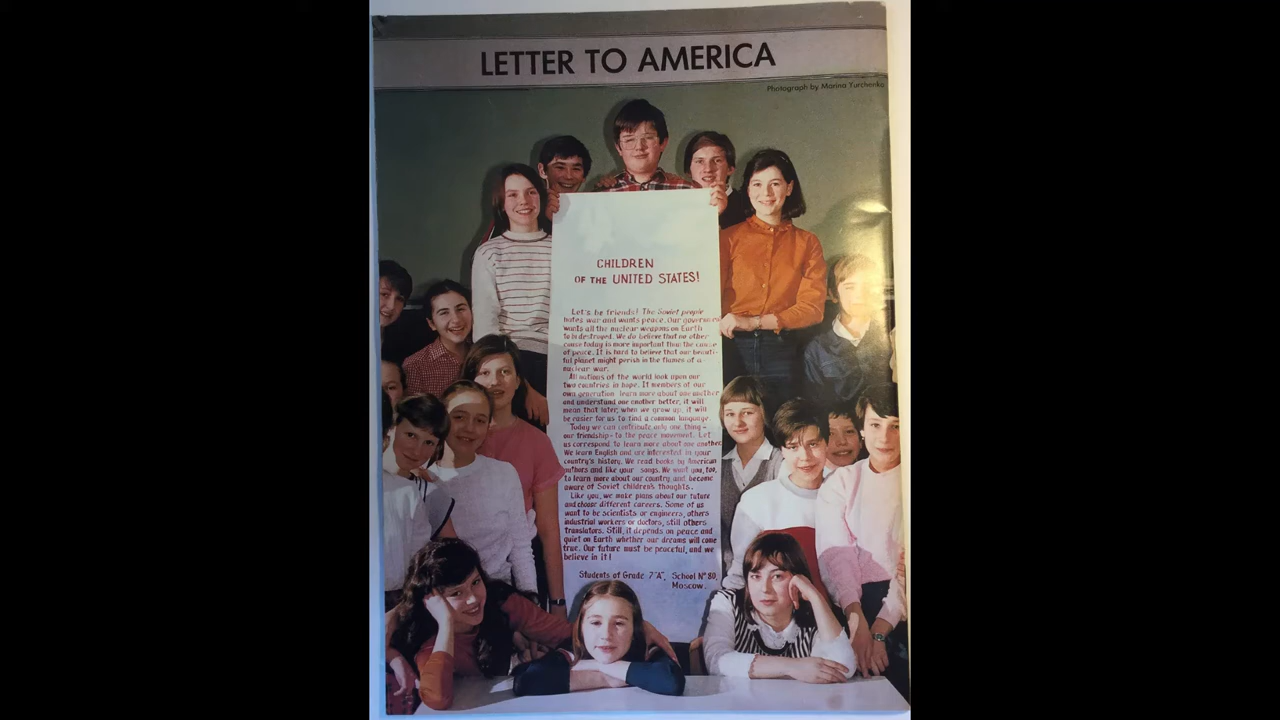 LETTER TO AMERICA
Photograph by Marina Yurchenko
CHILDREN
OF THE UNITED STATES!
Let's be friends! The Soviet people
hates war and wants peace. Our govern
wants all the nuclear weapons on Earth
to be destroyed. We do believe that no other
cause today is more important than the cause
of peace. It is hard to believe that our beauti-
ful planet might perish in the flames of a
nuclear war.
All nations of the world look upon our
two countries in hope. If members of our
own generation learn more about one another
and understand one another better, it will
mean that later, when we grow up, it will
be easier for us to find a common language.
Today we can contribute only one thing –
our friendship – to the peace movement. Let
us correspond to learn more about one another.
We learn English and are interested in your
country's history. We read books by American
authors and like your songs. We want you, too,
to learn more about our country and become
aware of Soviet children's thoughts.
Like you, we make plans about our future
and choose different careers. Some of us
want to be scientists or engineers, others
industrial workers or doctors, still others
translators. Still, it depends on peace and
quiet on Earth whether our dreams will come
true. Our future must be peaceful, and we
believe in it!
Students of Grade 7"A", School Nº 80,
Moscow.